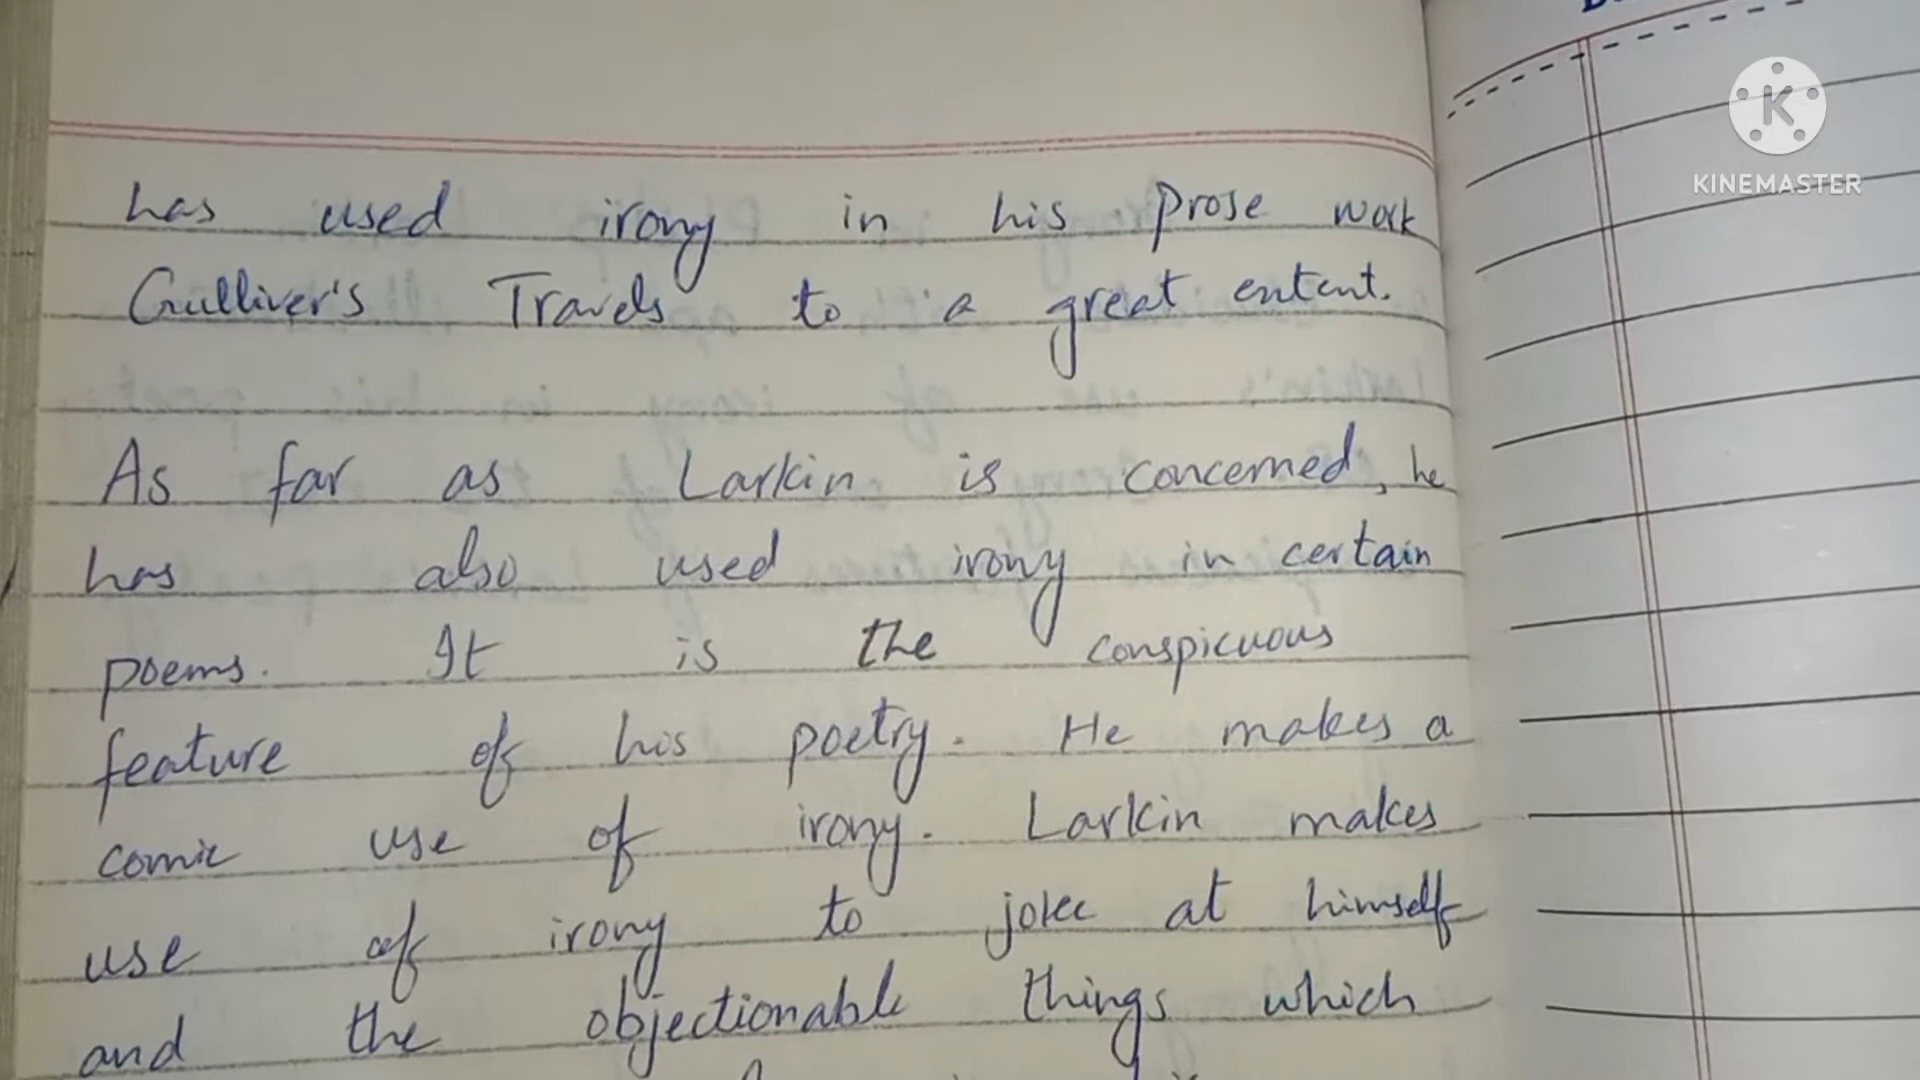 has used irony in his prose work
Gulliver's Travels to a great extent.
As far as Larkin is concerned, he
has also used irony in certain
poems. It is the conspicuous
feature of his poetry. He makes a
comic use of irony. Larkin makes
use of irony to joke at himself
and the objectionable things which
KINEMASTER